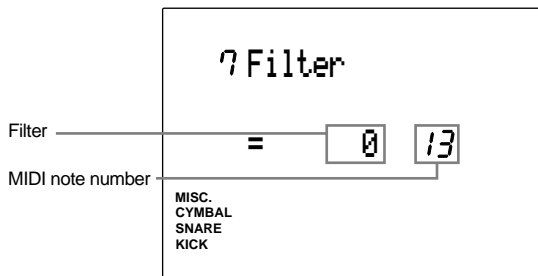 7 Filter
Filter
= 0 13
MIDI note number
MISC.
CYMBAL
SNARE
KICK